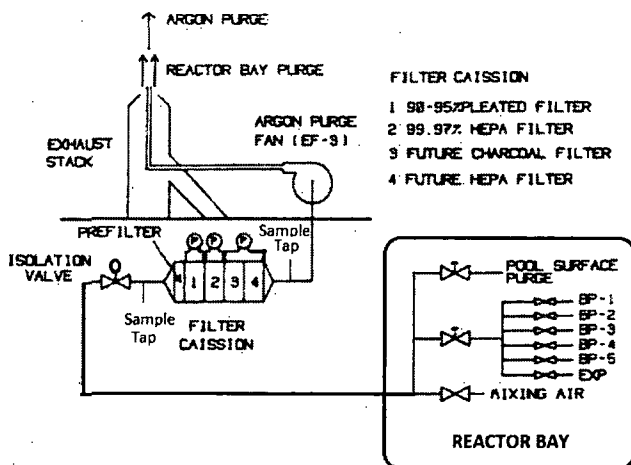 ARGON PURGE
REACTOR BAY PURGE
EXHAUST
STACK
ARGON PURGE
FAN (EF-3)
FILTER CAISSION
1 90-95%PLEATED FILTER
2 99.97% HEPA FILTER
3 FUTURE CHARCOAL FILTER
4 FUTURE HEPA FILTER
PREFILTER
Sample
Tap
ISOLATION
VALVE
P P P
1 2 3 4
Sample
Tap
FILTER
CAISSION
POOL SURFACE
PURGE
BP-1
BP-2
BP-3
BP-4
BP-5
EXP
MIXING AIR
REACTOR BAY